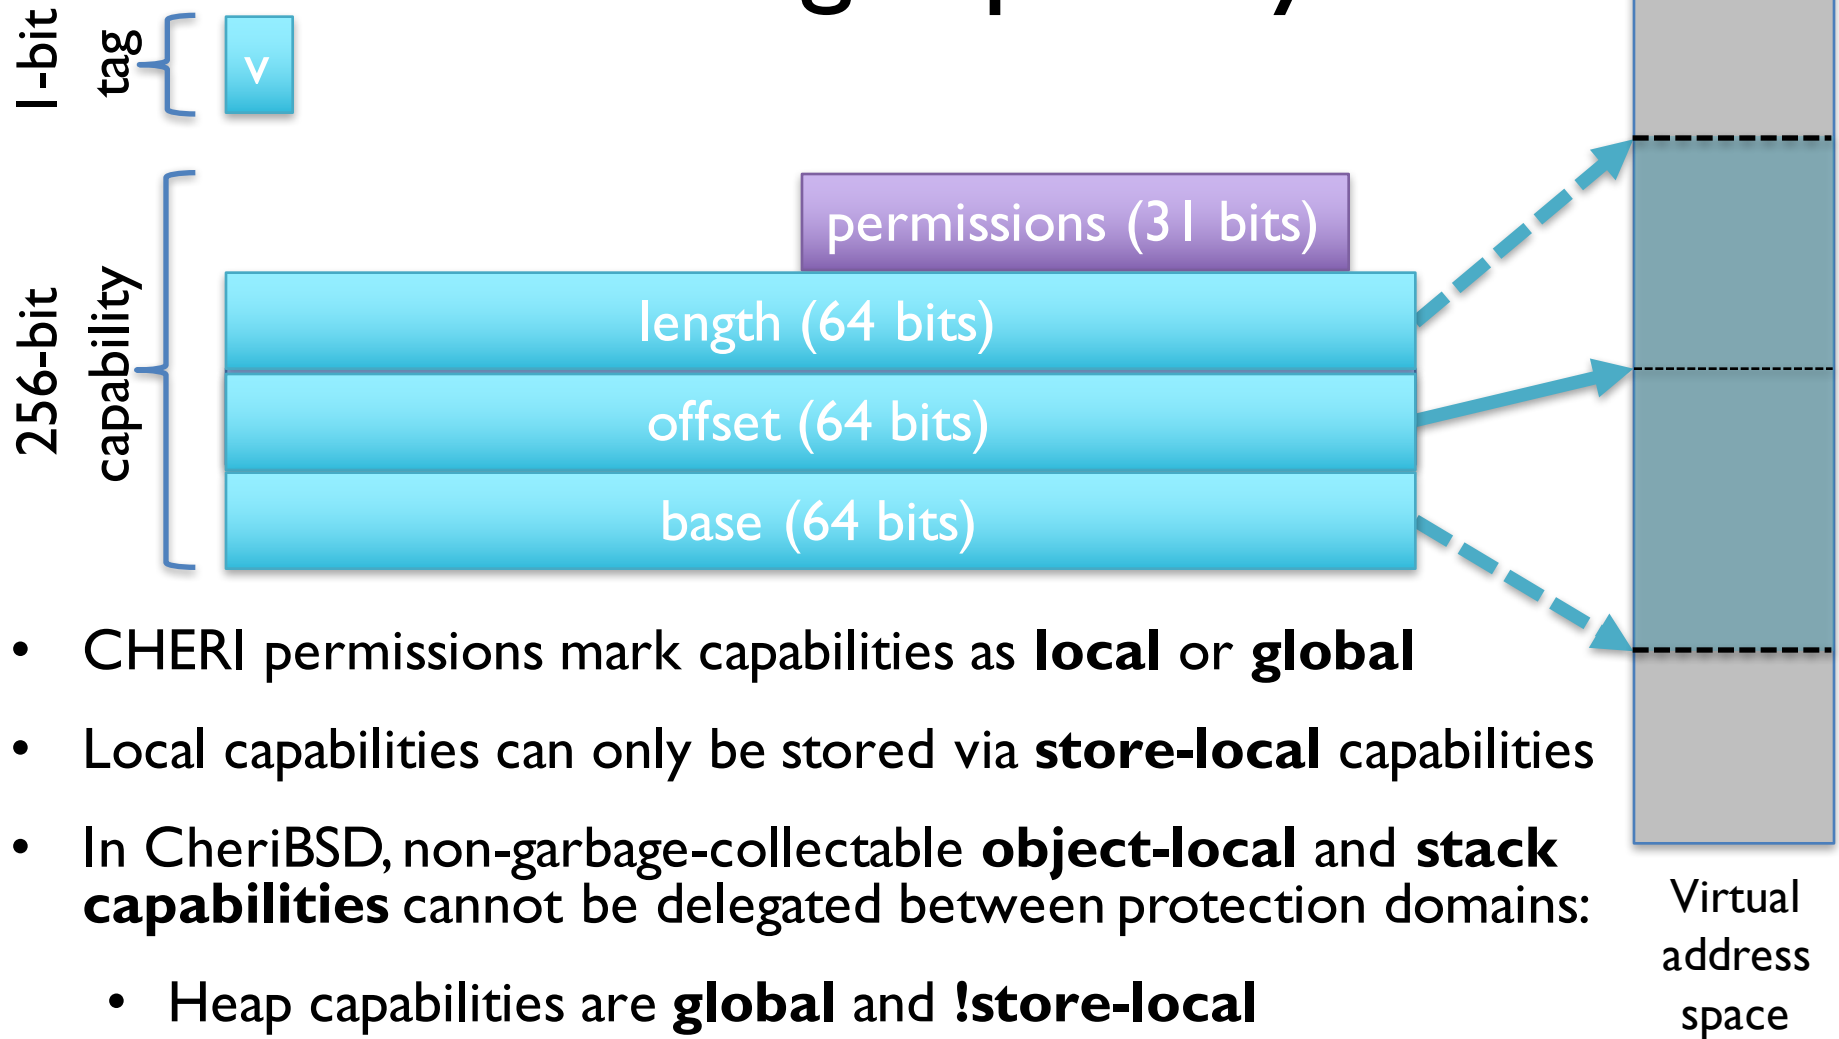 1-bit
tag
v
256-bit
capability
permissions (31 bits)
length (64 bits)
offset (64 bits)
base (64 bits)
• CHERI permissions mark capabilities as local or global
• Local capabilities can only be stored via store-local capabilities
• In CheriBSD, non-garbage-collectable object-local and stack
capabilities cannot be delegated between protection domains:
• Heap capabilities are global and !store-local
Virtual
address
space